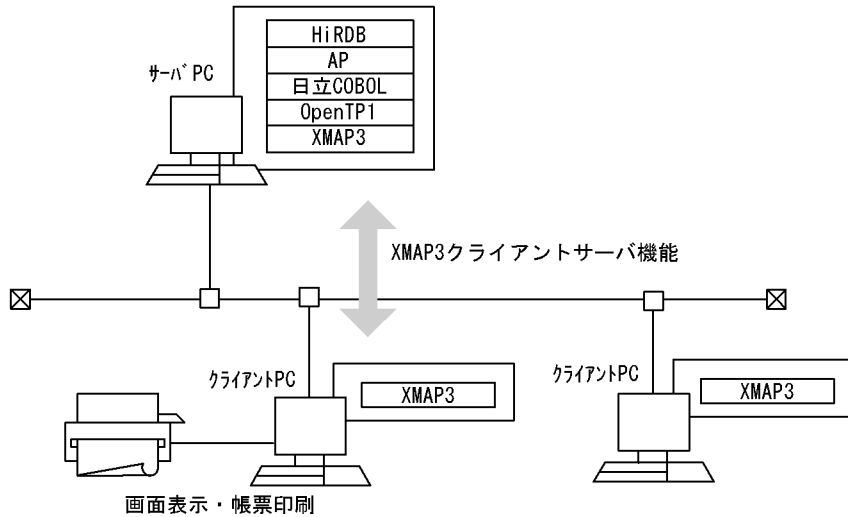 HiRDB
AP
サーバPC
日立COBOL
OpenTP1
XMAP3
XMAP3クライアントサーバ機能
クライアントPC
XMAP3
クライアントPC
XMAP3
画面表示・帳票印刷